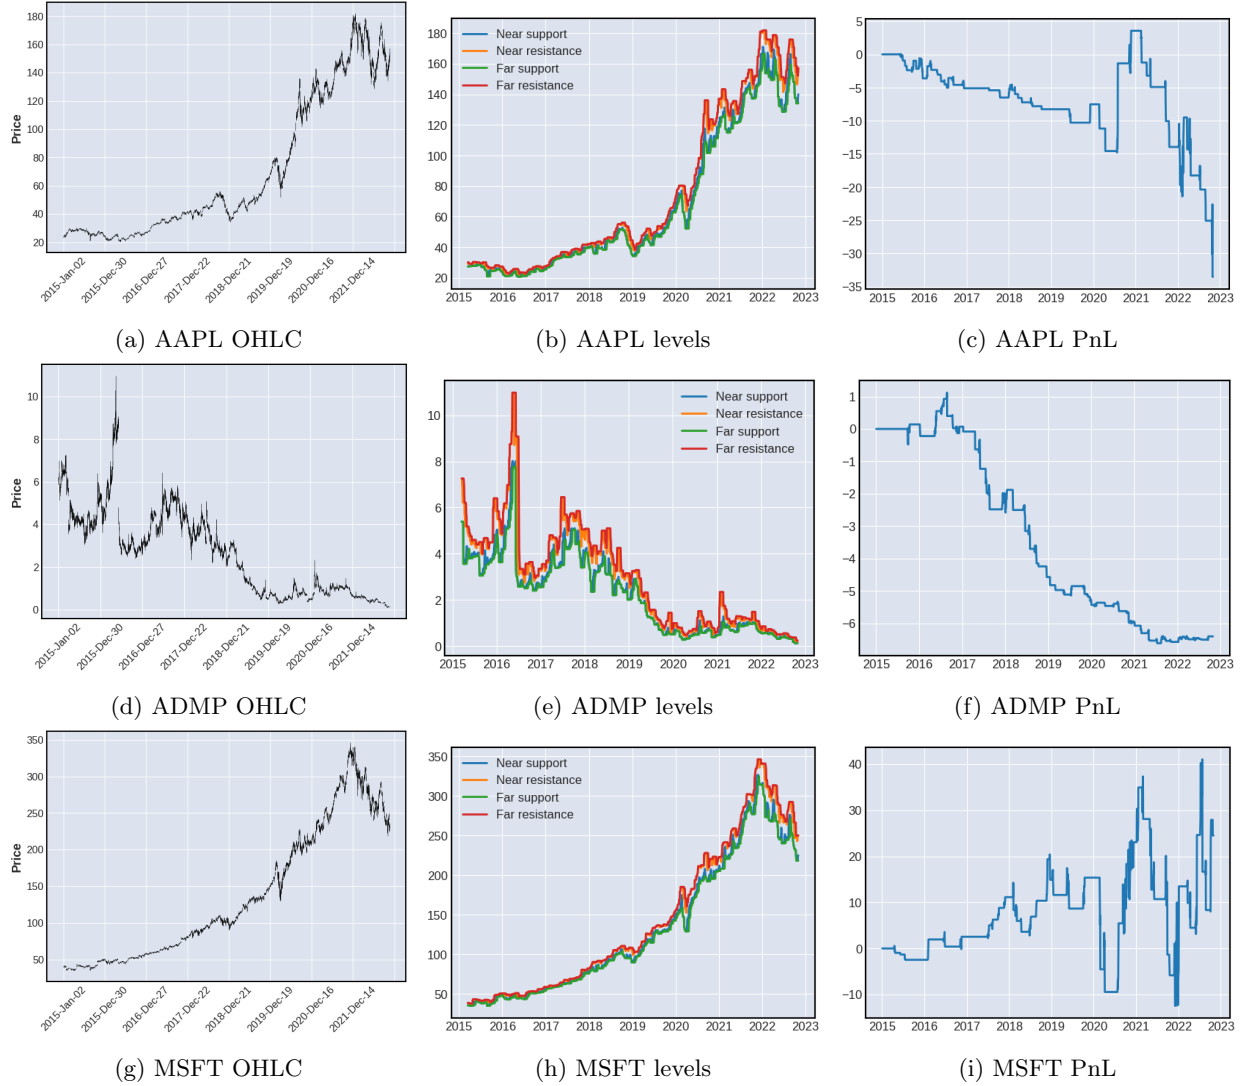 180
160
140
120
100
80
60
40
20
Price
2015-Jan-02
2015-Dec-30
2016-Dec-27
2017-Dec-22
2018-Dec-21
2019-Dec-19
2020-Dec-16
2021-Dec-14
(a) AAPL OHLC
Near support
Near resistance
Far support
Far resistance
180
160
140
120
100
80
60
40
20
2015 2016 2017 2018 2019 2020 2021 2022 2023
(b) AAPL levels
5
0
−5
−10
−15
−20
−25
−30
−35
2015 2016 2017 2018 2019 2020 2021 2022 2023
(c) AAPL PnL
10
8
6
4
2
0
Price
2015-Jan-02
2015-Dec-30
2016-Dec-27
2017-Dec-22
2018-Dec-21
2019-Dec-19
2020-Dec-16
2021-Dec-14
(d) ADMP OHLC
Near support
Near resistance
Far support
Far resistance
10
8
6
4
2
0
2015 2016 2017 2018 2019 2020 2021 2022 2023
(e) ADMP levels
1
0
−1
−2
−3
−4
−5
−6
2015 2016 2017 2018 2019 2020 2021 2022 2023
(f) ADMP PnL
350
300
250
200
150
100
50
Price
2015-Jan-02
2015-Dec-30
2016-Dec-27
2017-Dec-22
2018-Dec-21
2019-Dec-19
2020-Dec-16
2021-Dec-14
(g) MSFT OHLC
Near support
Near resistance
Far support
Far resistance
350
300
250
200
150
100
50
2015 2016 2017 2018 2019 2020 2021 2022 2023
(h) MSFT levels
40
30
20
10
0
−10
2015 2016 2017 2018 2019 2020 2021 2022 2023
(i) MSFT PnL